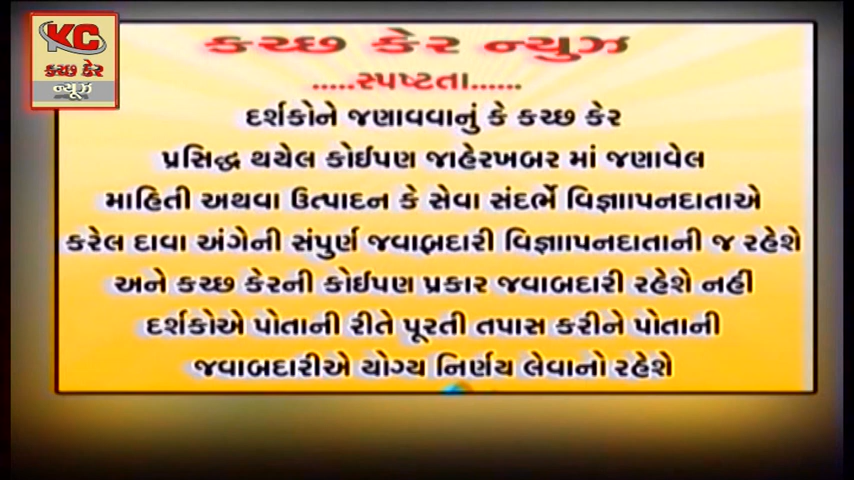 KC
કચ્છ કેર
ન્યૂઝ
કચ્છ કેર ન્યુઝ
.....સ્પષ્ટતા......
દર્શકોને જણાવવાનું કે કચ્છ કેર
પ્રસિદ્ધ થયેલ કોઈપણ જાહેરખબર માં જણાવેલ
માહિતી અથવા ઉત્પાદન કે સેવા સંદર્ભે વિજ્ઞાાપનદાતાએ
કરેલ દાવા અંગેની સંપુર્ણ જવાબ્રદારી વિજ્ઞાાપનદાતાની જ રહેશે
અને કચ્છ કેરની કોઈપણ પ્રકાર જવાબદારી રહેશે નહીં
દર્શકોએ પોતાની રીતે પૂરતી તપાસ કરીને પોતાની
જવાબદારીએ યોગ્ય નિર્ણય લેવાનો રહેશે